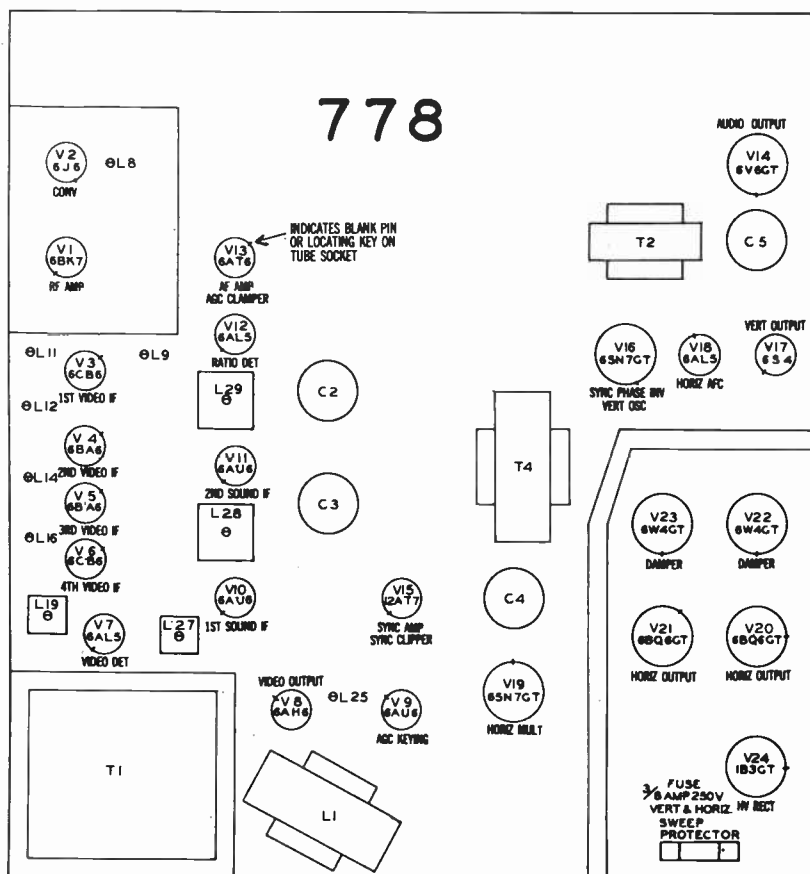 778
AUDIO OUTPUT
V14
6V6GT
V2
6J6
CONV
ΘL8
V1
6BK7
RF AMP
V13
6AT6
AF AMP
AGC CLAMPER
INDICATES BLANK PIN
OR LOCATING KEY ON
TUBE SOCKET
T2
C5
V12
6AL5
RATIO DET
V16
6SN7GT
SYNC PHASE INV
VERT OSC
V18
6AL5
HORIZ AFC
VERT OUTPUT
V17
6S4
ΘL11
V3
6CB6
1ST VIDEO IF
ΘL9
L29
Θ
C2
ΘL12
V4
6BA6
2ND VIDEO IF
V11
6AU6
2ND SOUND IF
T4
ΘL14
V5
6BA6
3RD VIDEO IF
L28
Θ
C3
V23
6W4GT
DAMPER
V22
6W4GT
DAMPER
ΘL16
V6
6CB6
4TH VIDEO IF
V10
6AU6
1ST SOUND IF
V15
12AT7
SYNC AMP
SYNC CLIPPER
C4
L19
Θ
V7
6AL5
VIDEO DET
L27
Θ
V21
6BQ6GT
HORIZ OUTPUT
V20
6BQ6GT
HORIZ OUTPUT
VIDEO OUTPUT
V8
6AH6
ΘL25
V9
6AU6
AGC KEYING
V19
6SN7GT
HORIZ MULT
T1
L1
V24
1B3GT
HV RECT
FUSE
3/8 AMP 250V
VERT & HORIZ.
SWEEP
PROTECTOR